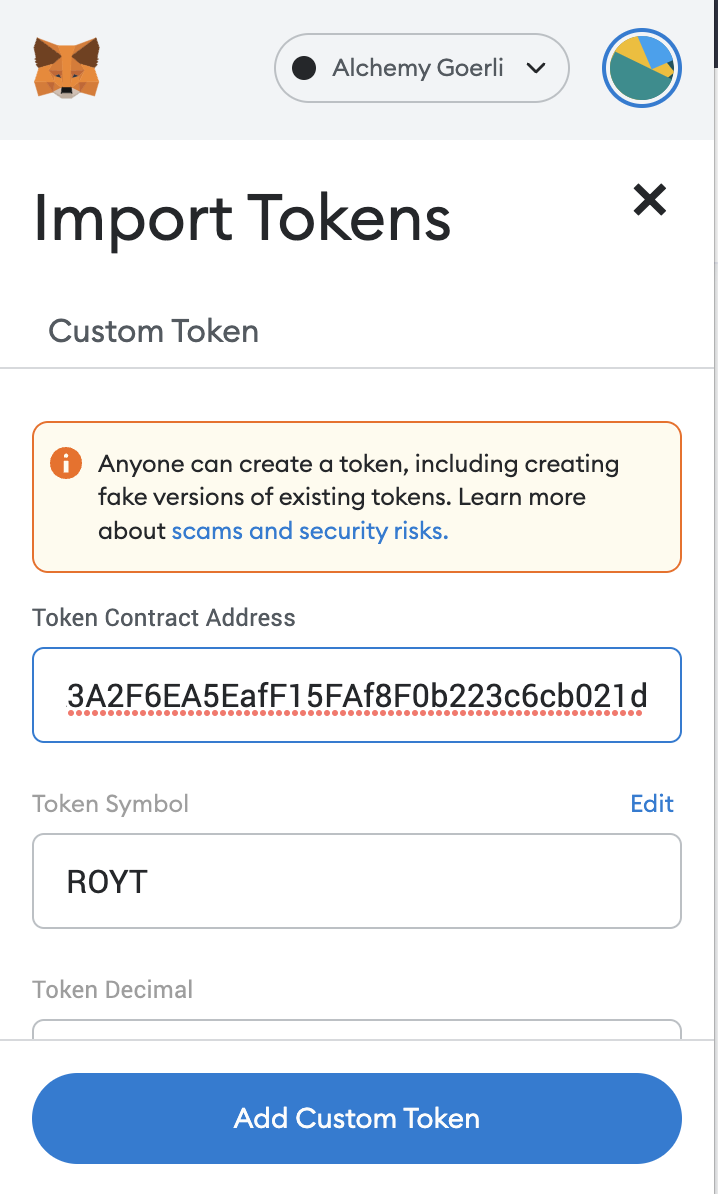 Alchemy Goerli
Import Tokens
Custom Token
Anyone can create a token, including creating
fake versions of existing tokens. Learn more
about scams and security risks.
Token Contract Address
3A2F6EA5EafF15FAf8F0b223c6cb021d
Token Symbol
Edit
ROYT
Token Decimal
Add Custom Token